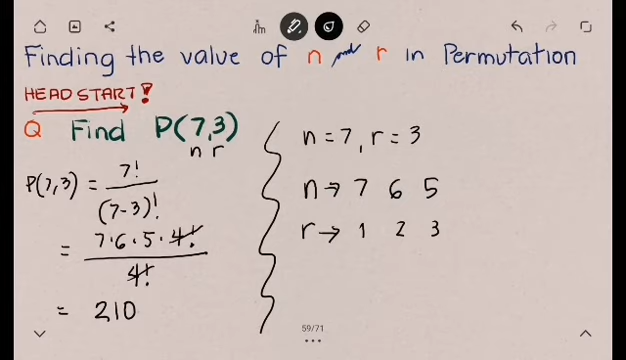 Finding the value of n and r in Permutation
HEAD START!
Q Find P(7,3)
n r
P(7,3) = 7! / (7-3)!
= 7·6·5·4! / 4!
= 210
n = 7, r = 3
n → 7 6 5
r → 1 2 3
59/71